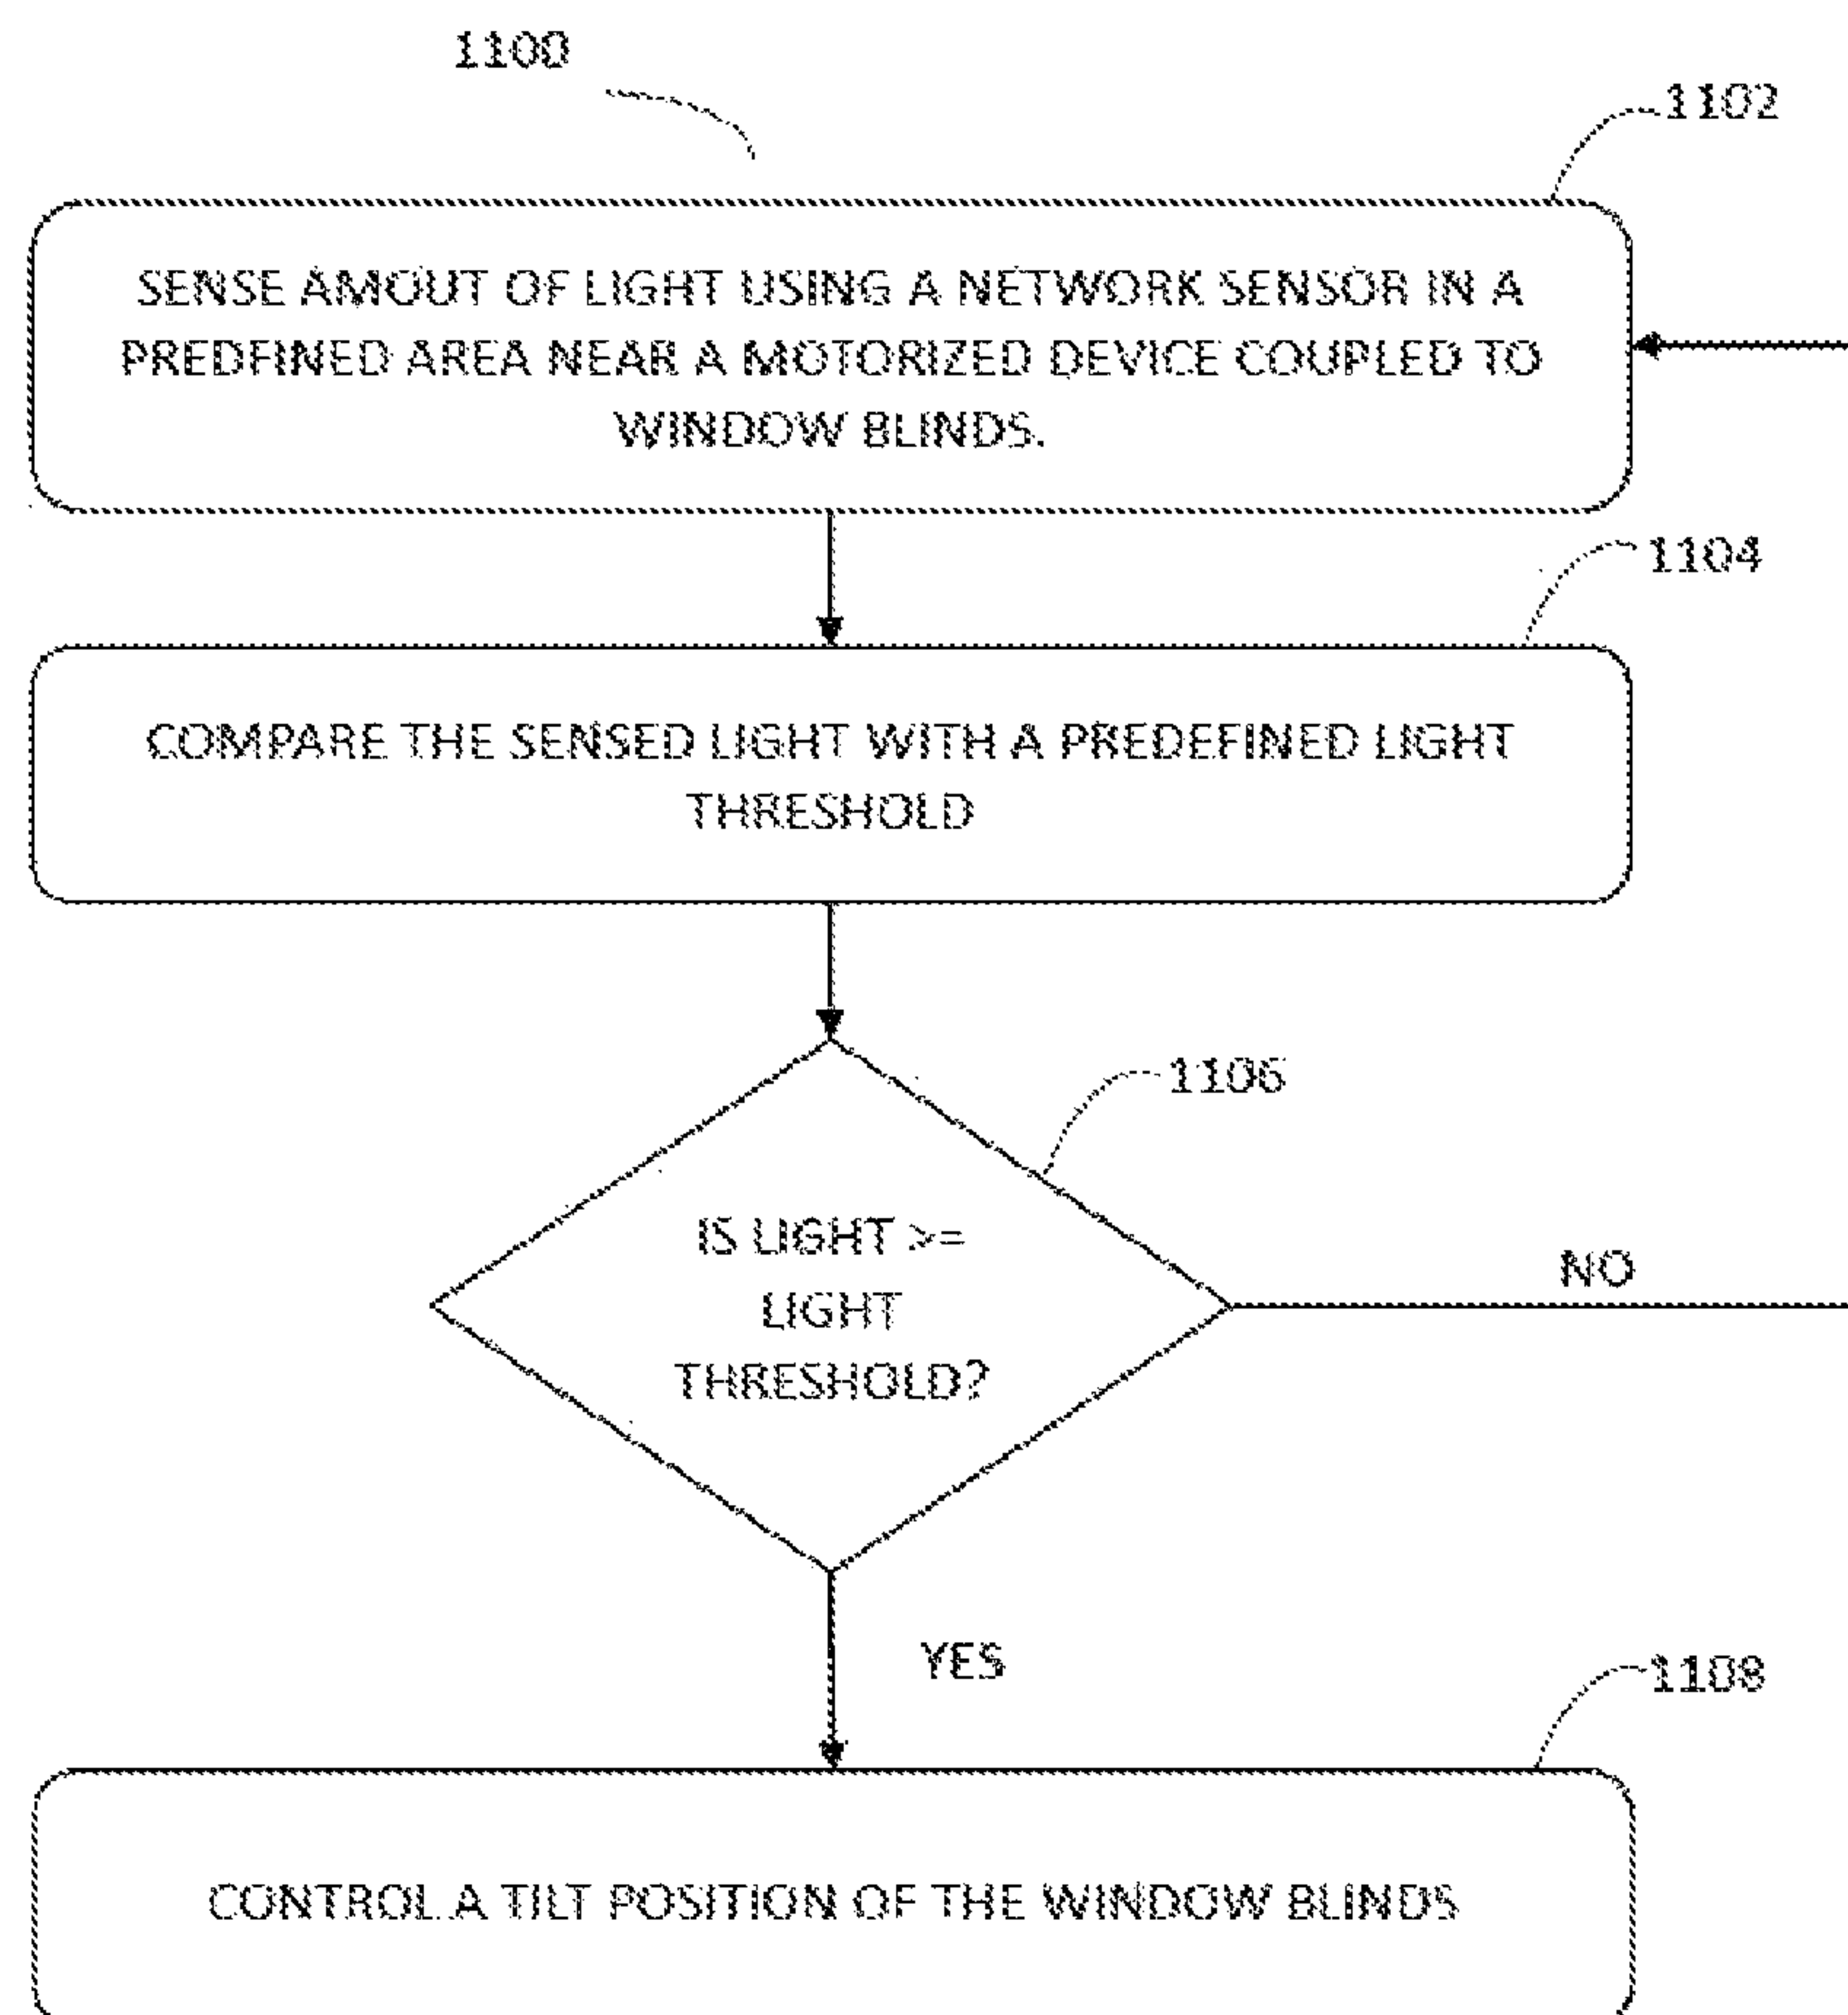 1100
1102
SENSE AMOUT OF LIGHT USING A NETWORK SENSOR IN A
PREDFINED AREA NEAR A MOTORIZED DEVICE COUPLED TO
WINDOW BLINDS.
1104
COMPARE THE SENSED LIGHT WITH A PREDEFINED LIGHT
THRESHOLD
1106
IS LIGHT >=
LIGHT
THRESHOLD?
NO
YES
1108
CONTROL A TILT POSITION OF THE WINDOW BLINDS